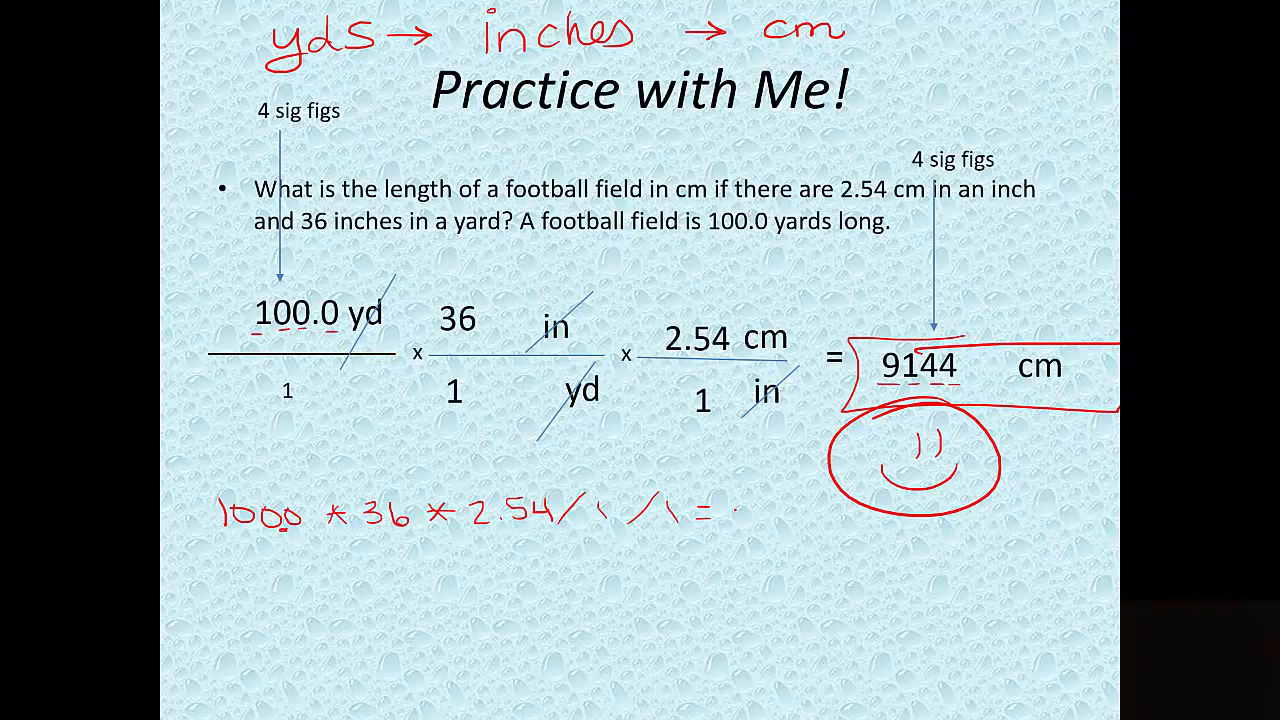 yds → inches → cm
Practice with Me!
4 sig figs
4 sig figs
• What is the length of a football field in cm if there are 2.54 cm in an inch
and 36 inches in a yard? A football field is 100.0 yards long.
100.0 yd x 36 in x 2.54 cm = 9144 cm
1 1 yd 1 in
100.0 * 36 * 2.54 / 1 / 1 =